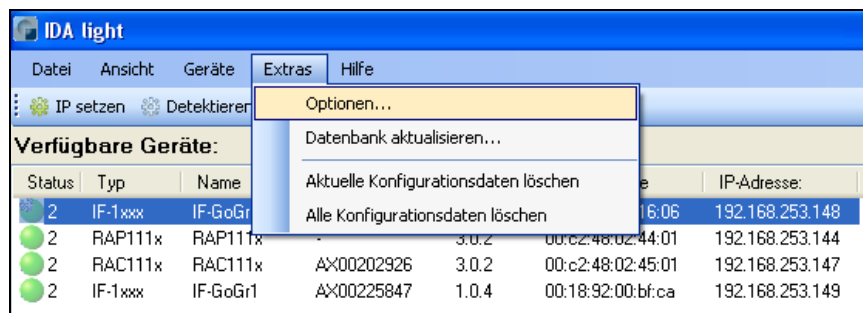 IDA light
Datei Ansicht Geräte Extras Hilfe
IP setzen Detektieren Optionen...
Verfügbare Geräte: Datenbank aktualisieren...
Status Typ Name Aktuelle Konfigurationsdaten löschen IP-Adresse:
2 IF-1xxx IF-GoGr Alle Konfigurationsdaten löschen 16:06 192.168.253.148
2 RAP111x RAP111x - 3.0.2 00:c2:48:02:44:01 192.168.253.144
2 RAC111x RAC111x AX00202926 3.0.2 00:c2:48:02:45:01 192.168.253.147
2 IF-1xxx IF-GoGr1 AX00225847 1.0.4 00:18:92:00:bf:ca 192.168.253.149